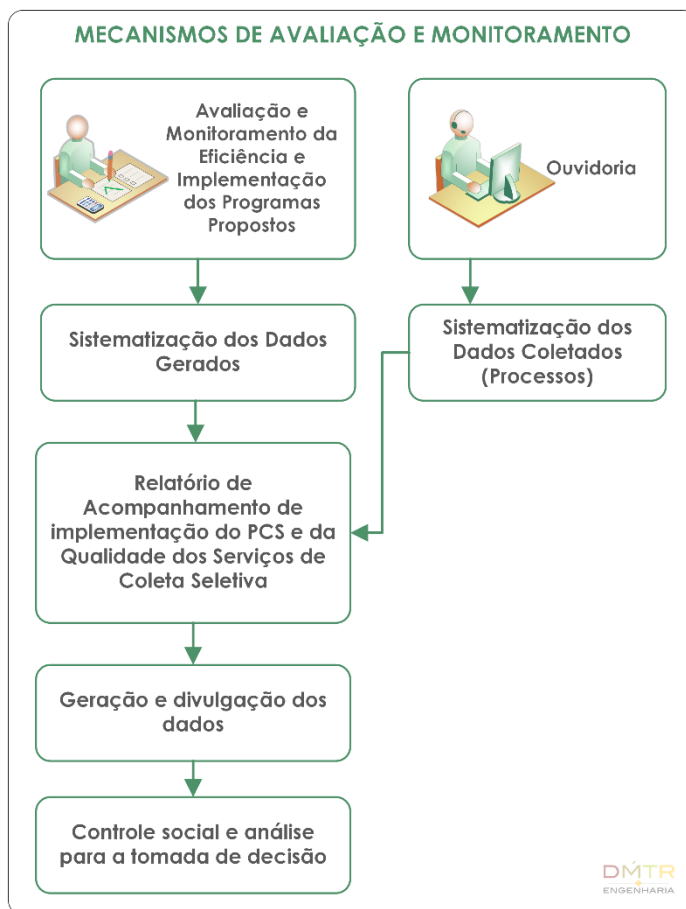 MECANISMOS DE AVALIAÇÃO E MONITORAMENTO
Avaliação e
Monitoramento da
Eficiência e
Implementação
dos Programas
Propostos
Ouvidoria
Sistematização dos Dados
Gerados
Sistematização dos
Dados Coletados
(Processos)
Relatório de
Acompanhamento de
implementação do PCS e da
Qualidade dos Serviços de
Coleta Seletiva
Geração e divulgação dos
dados
Controle social e análise
para a tomada de decisão
DMTR
ENGENHARIA